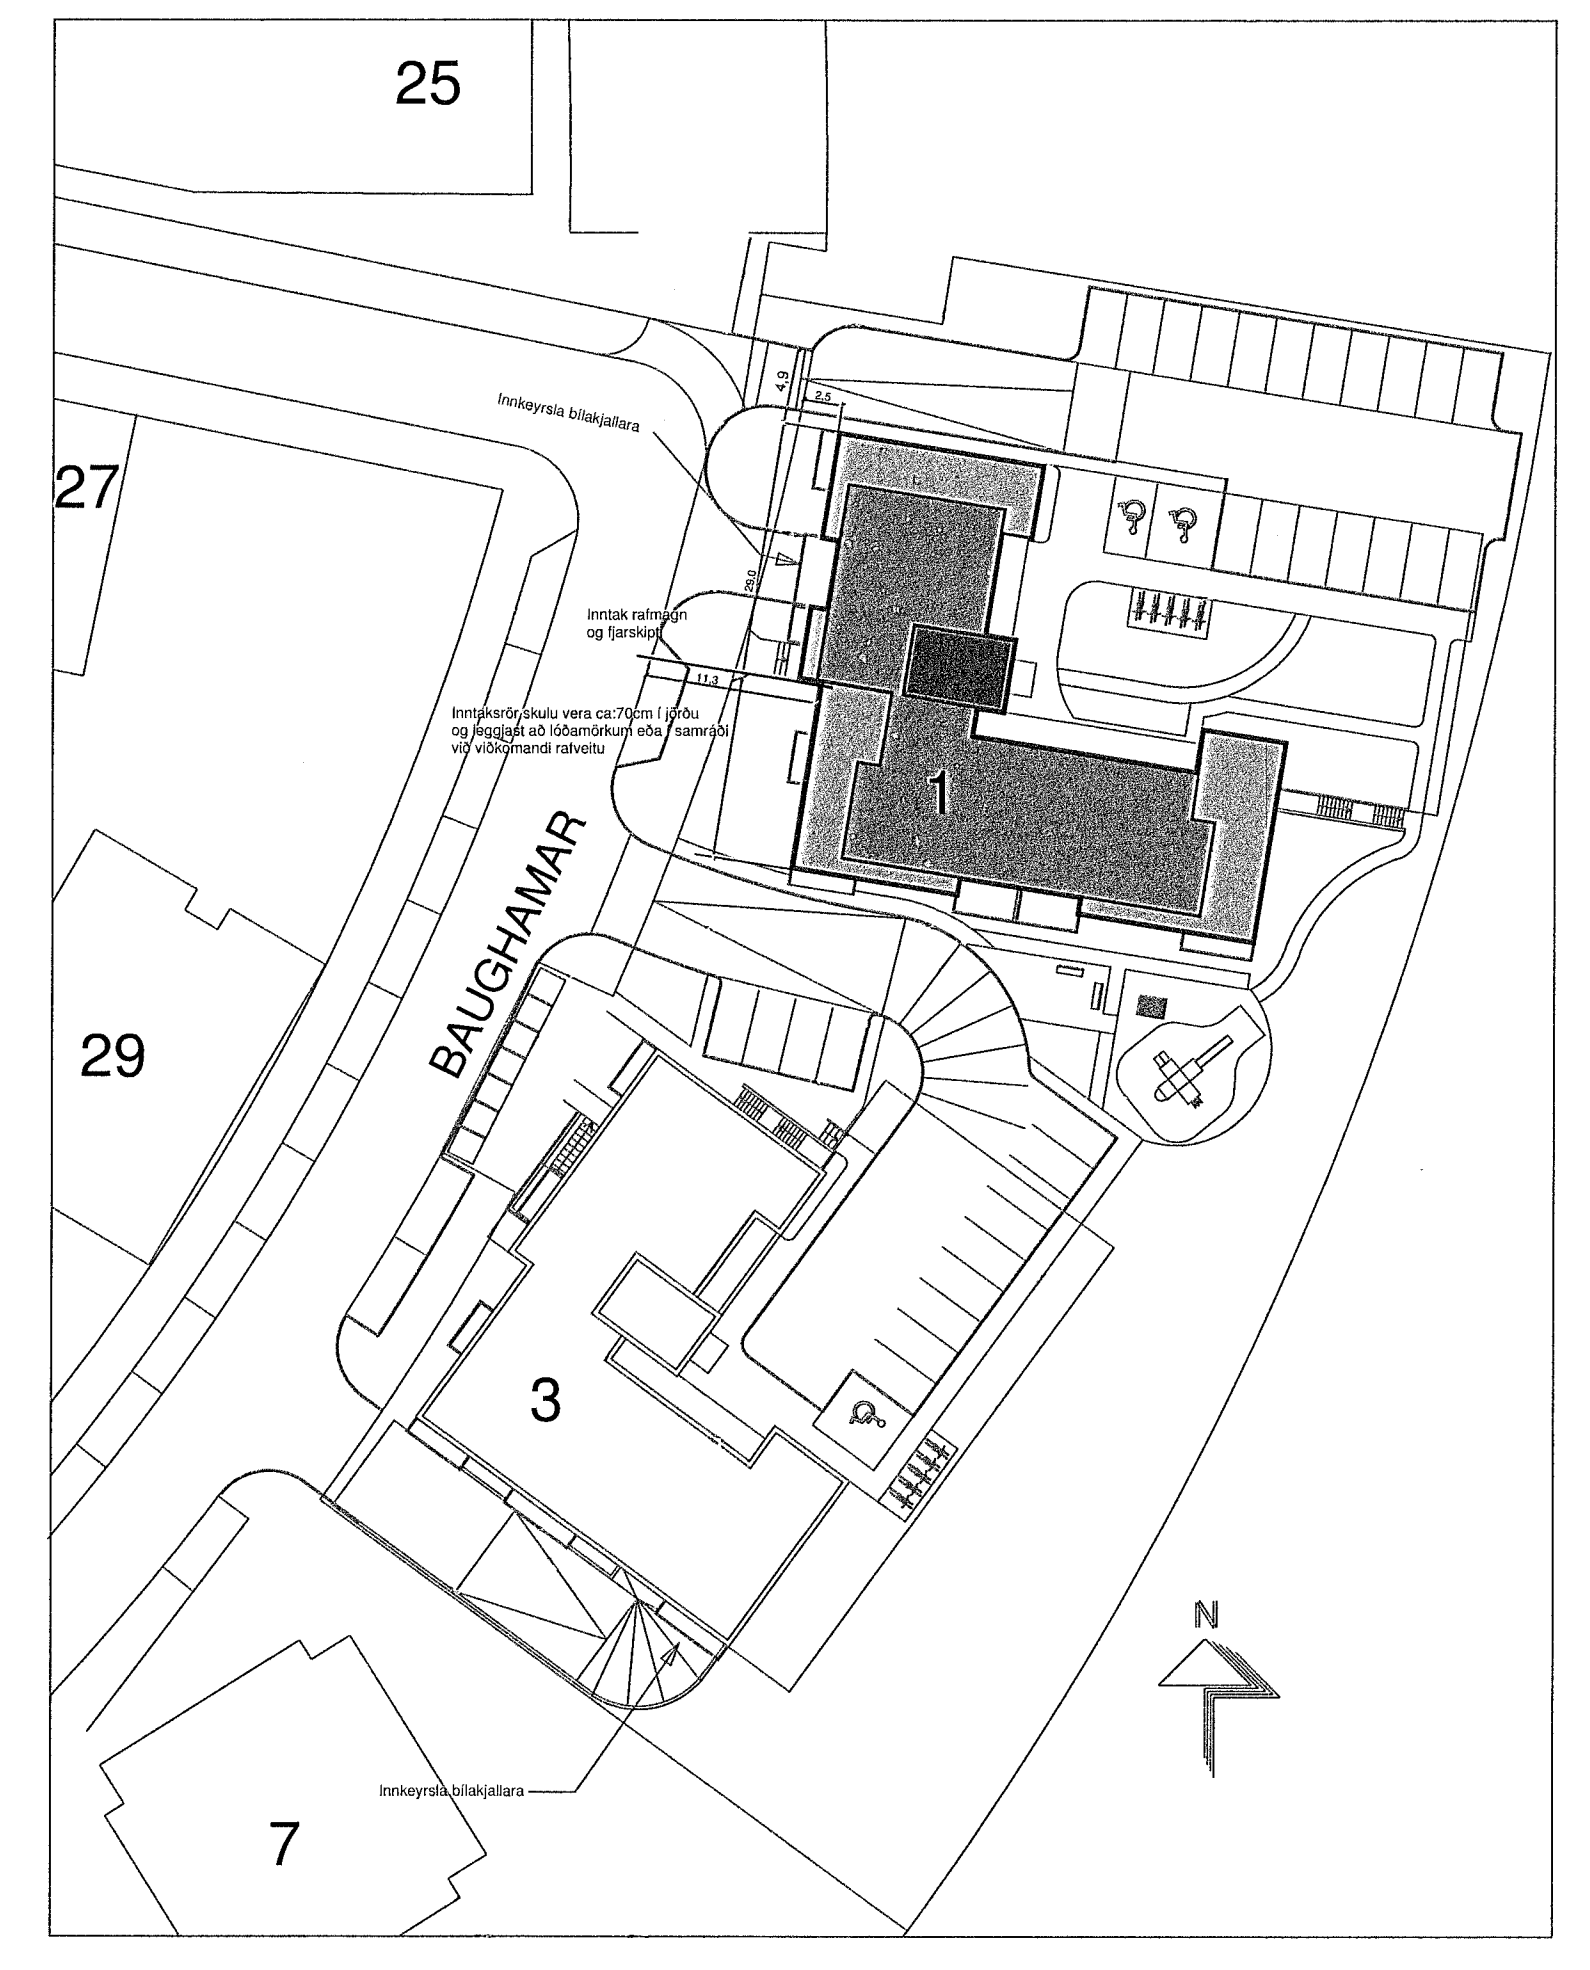 25
4,9
2,5
Innkeyrsla bílakjallara
27
29.0
Inntak rafmagn
og fjarskipti
11,3
Inntaksrör skulu vera ca:70cm í jörðu
og leggjast að lóðamörkum eða í samráði
við viðkomandi rafveitu
1
BAUGHAMAR
29
3
N
Innkeyrsla bílakjallara
7